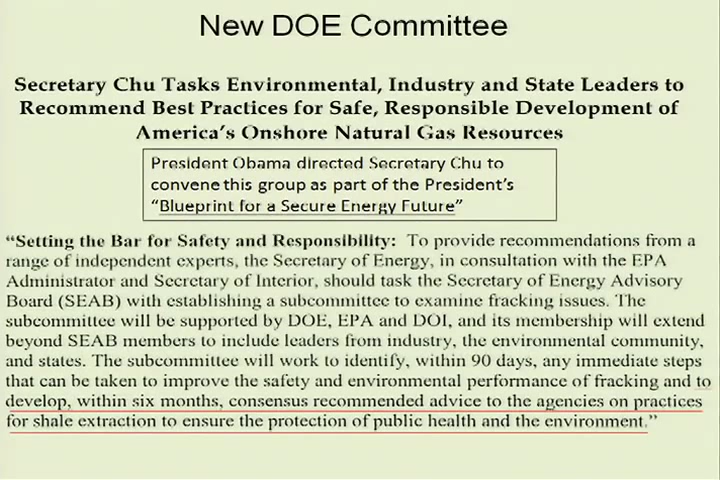 New DOE Committee
Secretary Chu Tasks Environmental, Industry and State Leaders to
Recommend Best Practices for Safe, Responsible Development of
America's Onshore Natural Gas Resources
President Obama directed Secretary Chu to
convene this group as part of the President's
"Blueprint for a Secure Energy Future"
"Setting the Bar for Safety and Responsibility: To provide recommendations from a
range of independent experts, the Secretary of Energy, in consultation with the EPA
Administrator and Secretary of Interior, should task the Secretary of Energy Advisory
Board (SEAB) with establishing a subcommittee to examine fracking issues. The
subcommittee will be supported by DOE, EPA and DOI, and its membership will extend
beyond SEAB members to include leaders from industry, the environmental community,
and states. The subcommittee will work to identify, within 90 days, any immediate steps
that can be taken to improve the safety and environmental performance of fracking and to
develop, within six months, consensus recommended advice to the agencies on practices
for shale extraction to ensure the protection of public health and the environment."